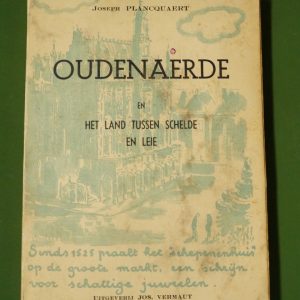 Joseph PLANCQUAERT
OUDENAERDE
EN
HET LAND TUSSEN SCHELDE
EN LEIE
Sinds 1525 praalt het "schepenenhuis"
op de groote markt, een schrijn
voor schattige juwelen.
UITGEVERIJ JOS. VERMAUT